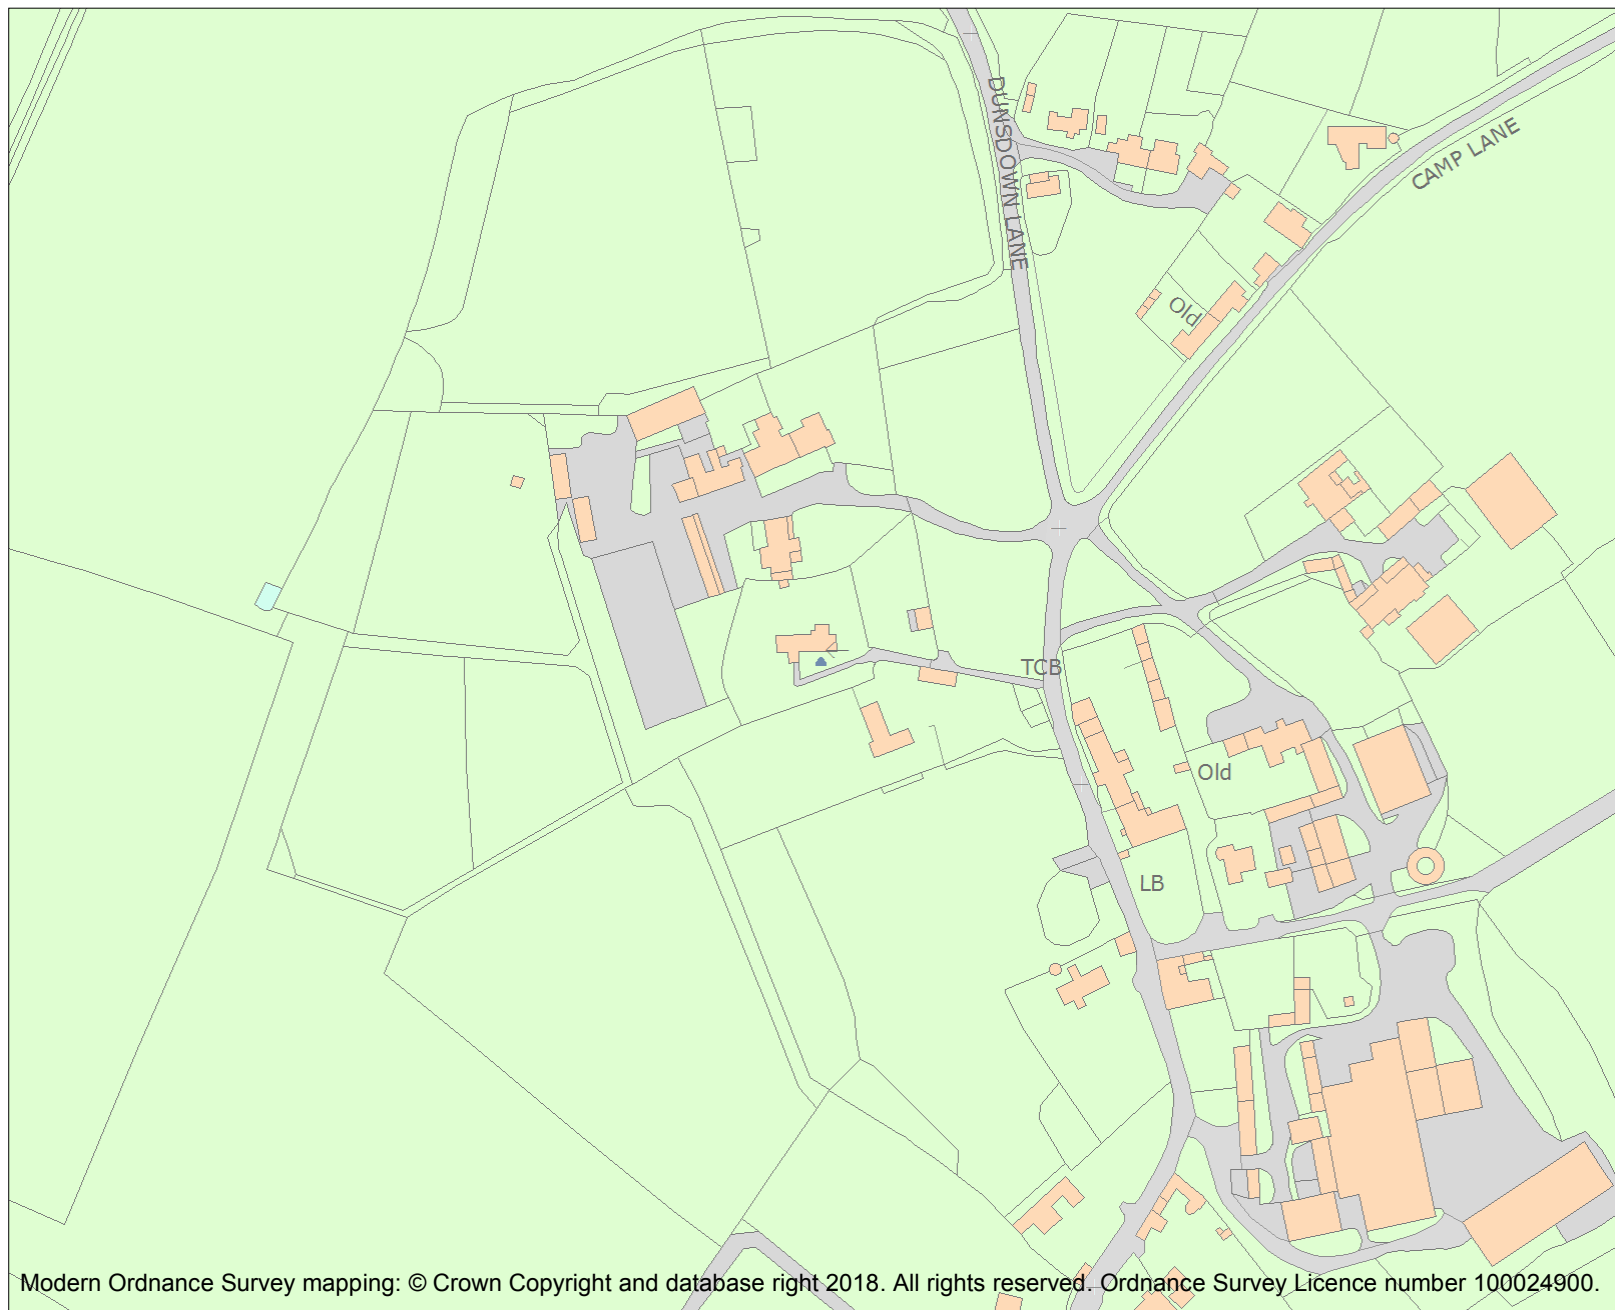 DUNSDOWN LANE
CAMP LANE
Old
TCB
Old
LB
Modern Ordnance Survey mapping: © Crown Copyright and database right 2018. All rights reserved. Ordnance Survey Licence number 100024900.